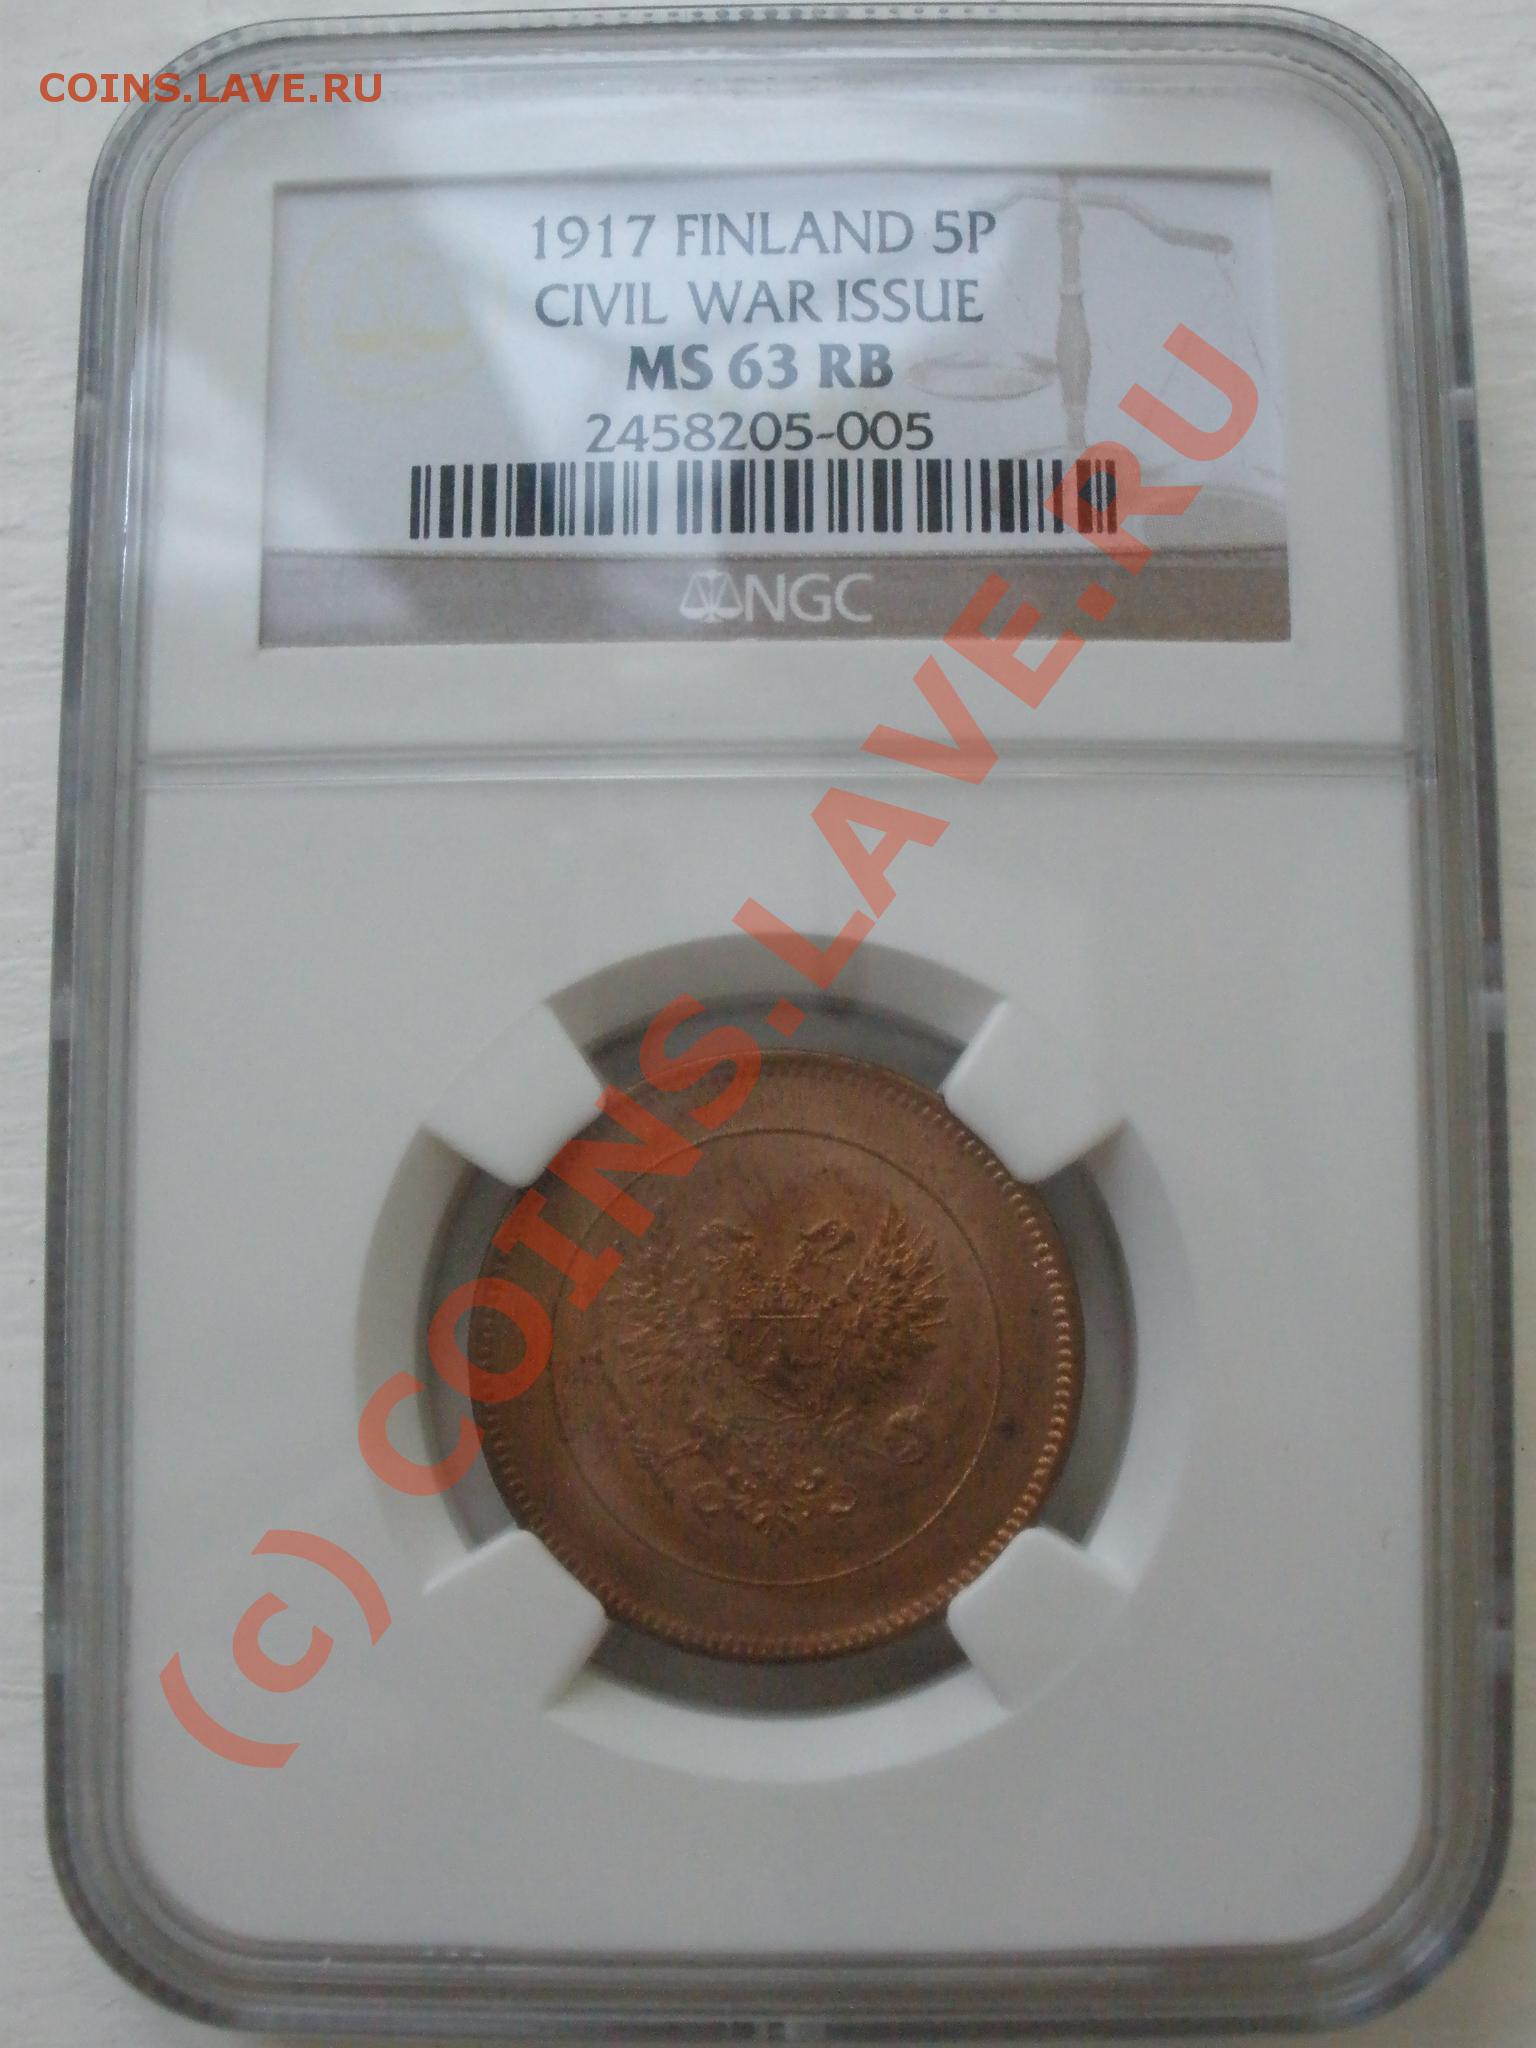 COINS.LAVE.RU
1917 FINLAND 5P
CIVIL WAR ISSUE
MS 63 RB
2458205-005
NGC
(c) COINS.LAVE.RU